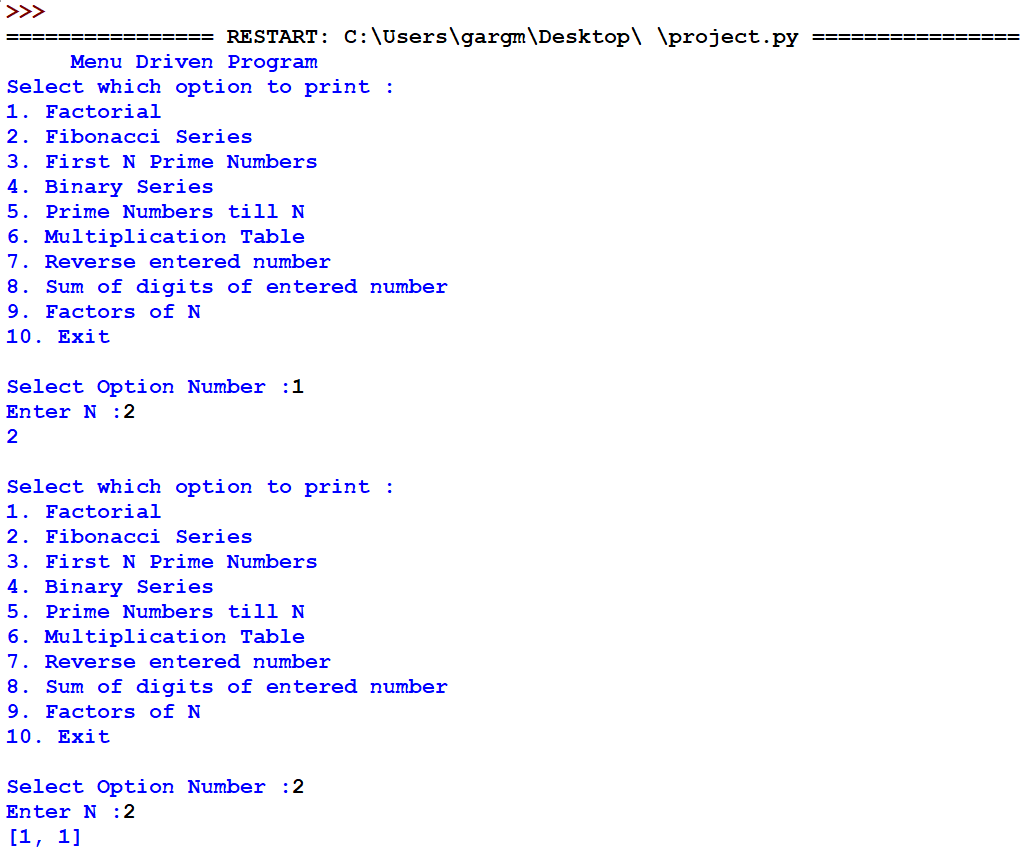 >>>
================ RESTART: C:\Users\gargm\Desktop\ \project.py ================
     Menu Driven Program
Select which option to print :
1. Factorial
2. Fibonacci Series
3. First N Prime Numbers
4. Binary Series
5. Prime Numbers till N
6. Multiplication Table
7. Reverse entered number
8. Sum of digits of entered number
9. Factors of N
10. Exit

Select Option Number :1
Enter N :2
2

Select which option to print :
1. Factorial
2. Fibonacci Series
3. First N Prime Numbers
4. Binary Series
5. Prime Numbers till N
6. Multiplication Table
7. Reverse entered number
8. Sum of digits of entered number
9. Factors of N
10. Exit

Select Option Number :2
Enter N :2
[1, 1]